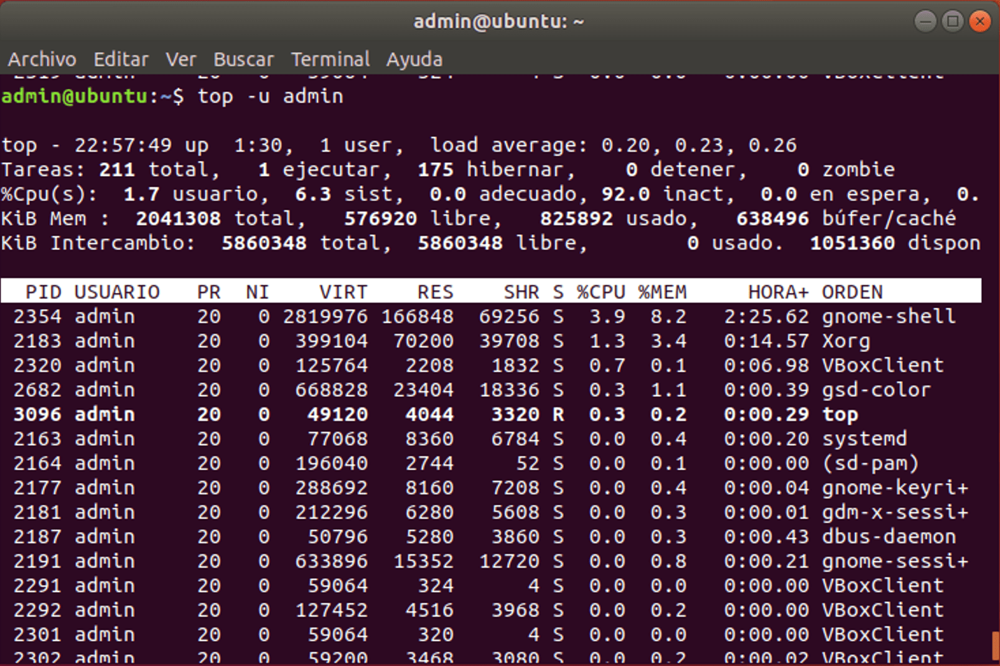 admin@ubuntu: ~
Archivo Editar Ver Buscar Terminal Ayuda
admin@ubuntu:~$ top -u admin
top - 22:57:49 up  1:30,  1 user,  load average: 0.20, 0.23, 0.26
Tareas: 211 total,   1 ejecutar,  175 hibernar,    0 detener,    0 zombie
%Cpu(s):  1.7 usuario,  6.3 sist,  0.0 adecuado, 92.0 inact,  0.0 en espera,  0.
KiB Mem :  2041308 total,   576920 libre,   825892 usado,   638496 búfer/caché
KiB Intercambio:  5860348 total,  5860348 libre,        0 usado.  1051360 dispon
PID USUARIO   PR  NI    VIRT    RES    SHR S %CPU %MEM     HORA+ ORDEN
2354 admin     20   0 2819976 166848  69256 S  3.9  8.2   2:25.62 gnome-shell
2183 admin     20   0  399104  70200  39708 S  1.3  3.4   0:14.57 Xorg
2320 admin     20   0  125764   2208   1832 S  0.7  0.1   0:06.98 VBoxClient
2682 admin     20   0  668828  23404  18336 S  0.3  1.1   0:00.39 gsd-color
3096 admin     20   0   49120   4044   3320 R  0.3  0.2   0:00.29 top
2163 admin     20   0   77068   8360   6784 S  0.0  0.4   0:00.20 systemd
2164 admin     20   0  196040   2744     52 S  0.0  0.1   0:00.00 (sd-pam)
2177 admin     20   0  288692   8160   7208 S  0.0  0.4   0:00.04 gnome-keyri+
2181 admin     20   0  212296   6280   5608 S  0.0  0.3   0:00.01 gdm-x-sessi+
2187 admin     20   0   50796   5280   3860 S  0.0  0.3   0:00.43 dbus-daemon
2191 admin     20   0  633896  15352  12720 S  0.0  0.8   0:00.21 gnome-sessi+
2291 admin     20   0   59064    324      4 S  0.0  0.0   0:00.00 VBoxClient
2292 admin     20   0  127452   4516   3968 S  0.0  0.2   0:00.00 VBoxClient
2301 admin     20   0   59064    320      4 S  0.0  0.0   0:00.00 VBoxClient
2302 admin     20   0   59200   3468   3080 S  0.0  0.2   0:00.02 VBoxClient